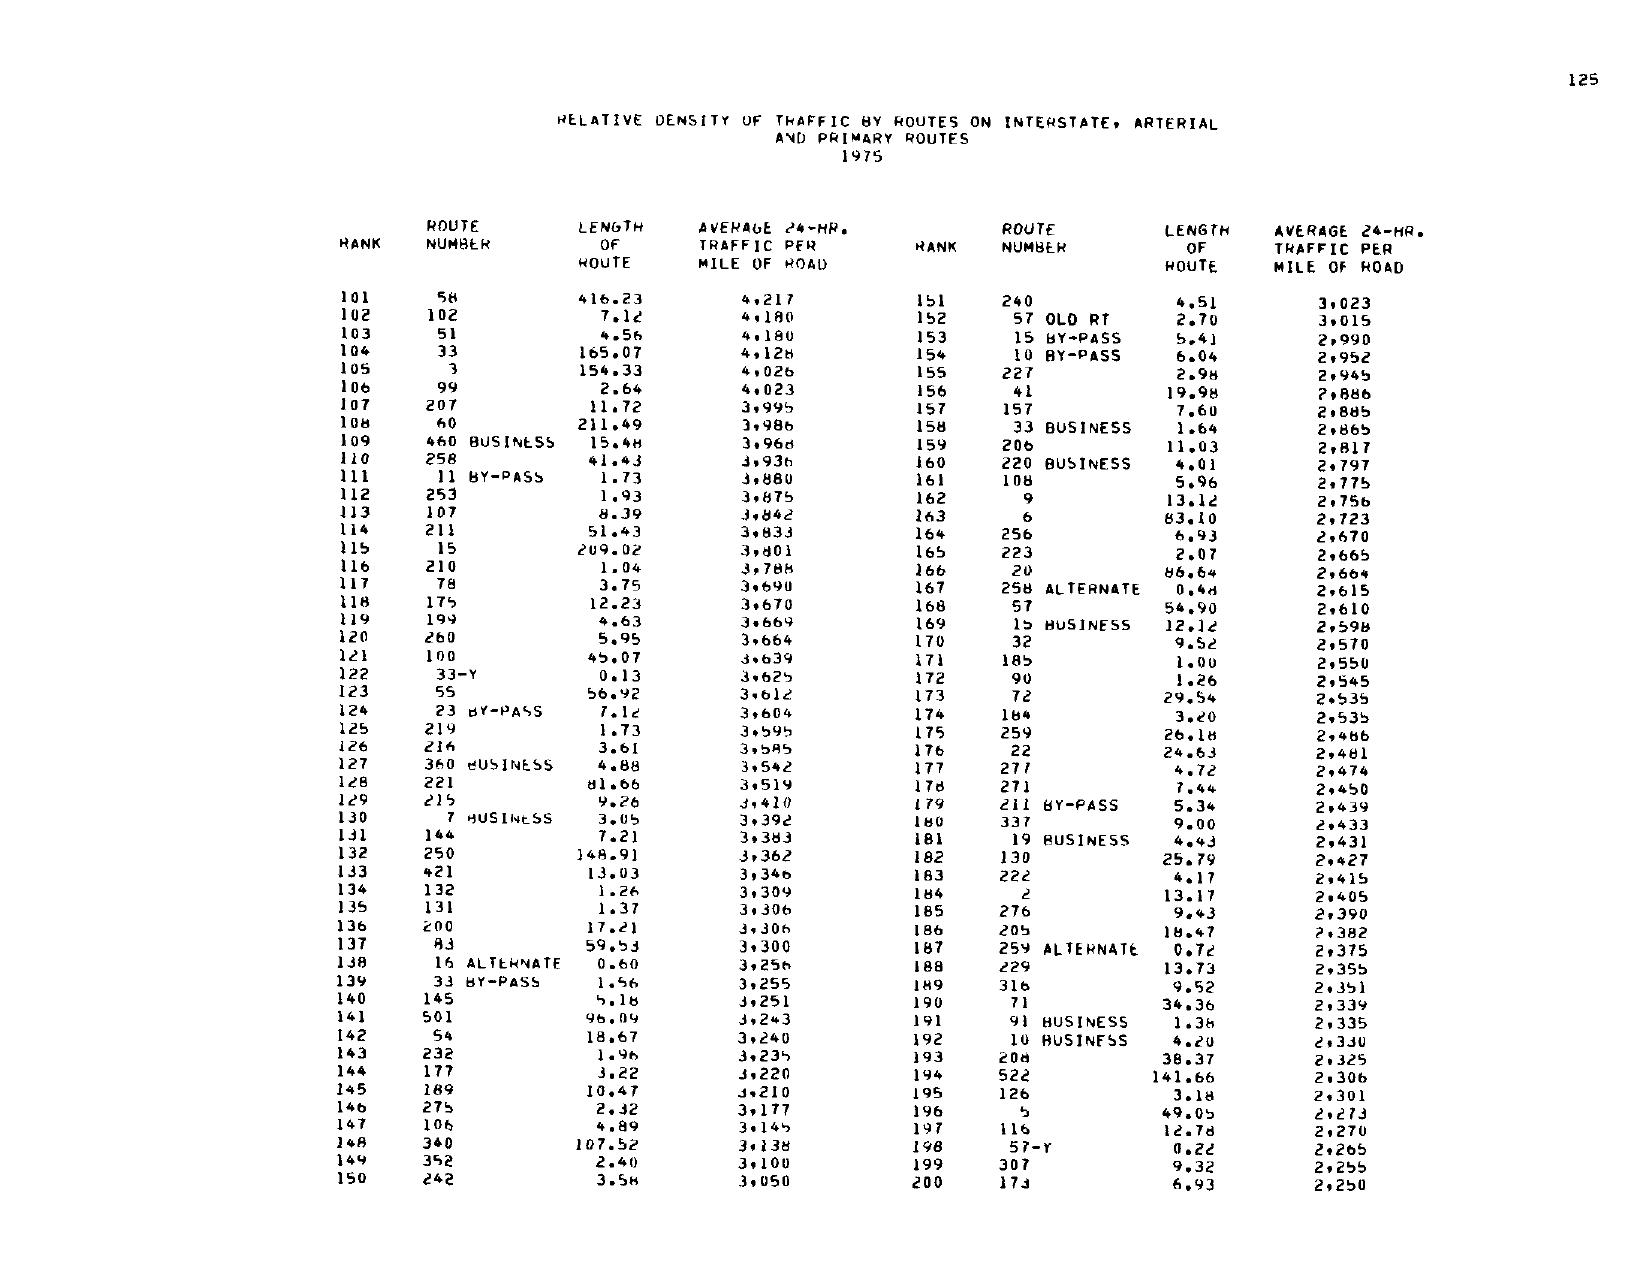 125
RELATIVE DENSITY OF TRAFFIC BY ROUTES ON INTERSTATE, ARTERIAL
AND PRIMARY ROUTES
1975
ROUTE LENGTH AVERAGE 24-HR. ROUTE LENGTH AVERAGE 24-HR.
RANK NUMBER OF TRAFFIC PER RANK NUMBER OF TRAFFIC PER
ROUTE MILE OF ROAD ROUTE MILE OF ROAD
101 58 416.23 4,217 151 240 4.51 3,023
102 102 7.12 4,180 152 57 OLD RT 2.70 3,015
103 51 4.56 4,180 153 15 BY-PASS 5.41 2,990
104 33 165.07 4,128 154 10 BY-PASS 6.04 2,952
105 3 154.33 4,026 155 227 2.98 2,945
106 99 2.64 4,023 156 41 19.98 2,886
107 207 11.72 3,995 157 157 7.60 2,885
108 60 211.49 3,986 158 33 BUSINESS 1.64 2,865
109 460 BUSINESS 15.48 3,968 159 206 11.03 2,817
110 258 41.43 3,936 160 220 BUSINESS 4.01 2,797
111 11 BY-PASS 1.73 3,880 161 108 5.96 2,775
112 253 1.93 3,875 162 9 13.12 2,756
113 107 8.39 3,842 163 6 83.10 2,723
114 211 51.43 3,833 164 256 6.93 2,670
115 15 209.02 3,801 165 223 2.07 2,665
116 210 1.04 3,788 166 20 86.64 2,664
117 78 3.75 3,690 167 258 ALTERNATE 0.48 2,615
118 175 12.23 3,670 168 57 54.90 2,610
119 199 4.63 3,669 169 15 BUSINESS 12.12 2,598
120 260 5.95 3,664 170 32 9.52 2,570
121 100 45.07 3,639 171 185 1.00 2,550
122 33-Y 0.13 3,625 172 90 1.26 2,545
123 55 56.92 3,612 173 72 29.54 2,535
124 23 BY-PASS 7.12 3,604 174 184 3.20 2,535
125 219 1.73 3,595 175 259 26.18 2,486
126 216 3.61 3,585 176 22 24.63 2,481
127 360 BUSINESS 4.88 3,542 177 277 4.72 2,474
128 221 81.66 3,519 178 271 7.44 2,450
129 215 9.26 3,410 179 211 BY-PASS 5.34 2,439
130 7 BUSINESS 3.05 3,392 180 337 9.00 2,433
131 144 7.21 3,383 181 19 BUSINESS 4.43 2,431
132 250 148.91 3,362 182 130 25.79 2,427
133 421 13.03 3,346 183 222 4.17 2,415
134 132 1.26 3,309 184 2 13.17 2,405
135 131 1.37 3,306 185 276 9.43 2,390
136 200 17.21 3,306 186 205 18.47 2,382
137 83 59.53 3,300 187 259 ALTERNATE 0.72 2,375
138 16 ALTERNATE 0.60 3,256 188 229 13.73 2,355
139 33 BY-PASS 1.56 3,255 189 316 9.52 2,351
140 145 5.18 3,251 190 71 34.36 2,339
141 501 96.09 3,243 191 91 BUSINESS 1.38 2,335
142 54 18.67 3,240 192 10 BUSINESS 4.20 2,330
143 232 1.96 3,235 193 208 38.37 2,325
144 177 3.22 3,220 194 522 141.66 2,306
145 189 10.47 3,210 195 126 3.18 2,301
146 275 2.32 3,177 196 5 49.05 2,273
147 106 4.89 3,145 197 116 12.78 2,270
148 340 107.52 3,138 198 57-Y 0.22 2,265
149 352 2.40 3,100 199 307 9.32 2,255
150 242 3.58 3,050 200 173 6.93 2,250